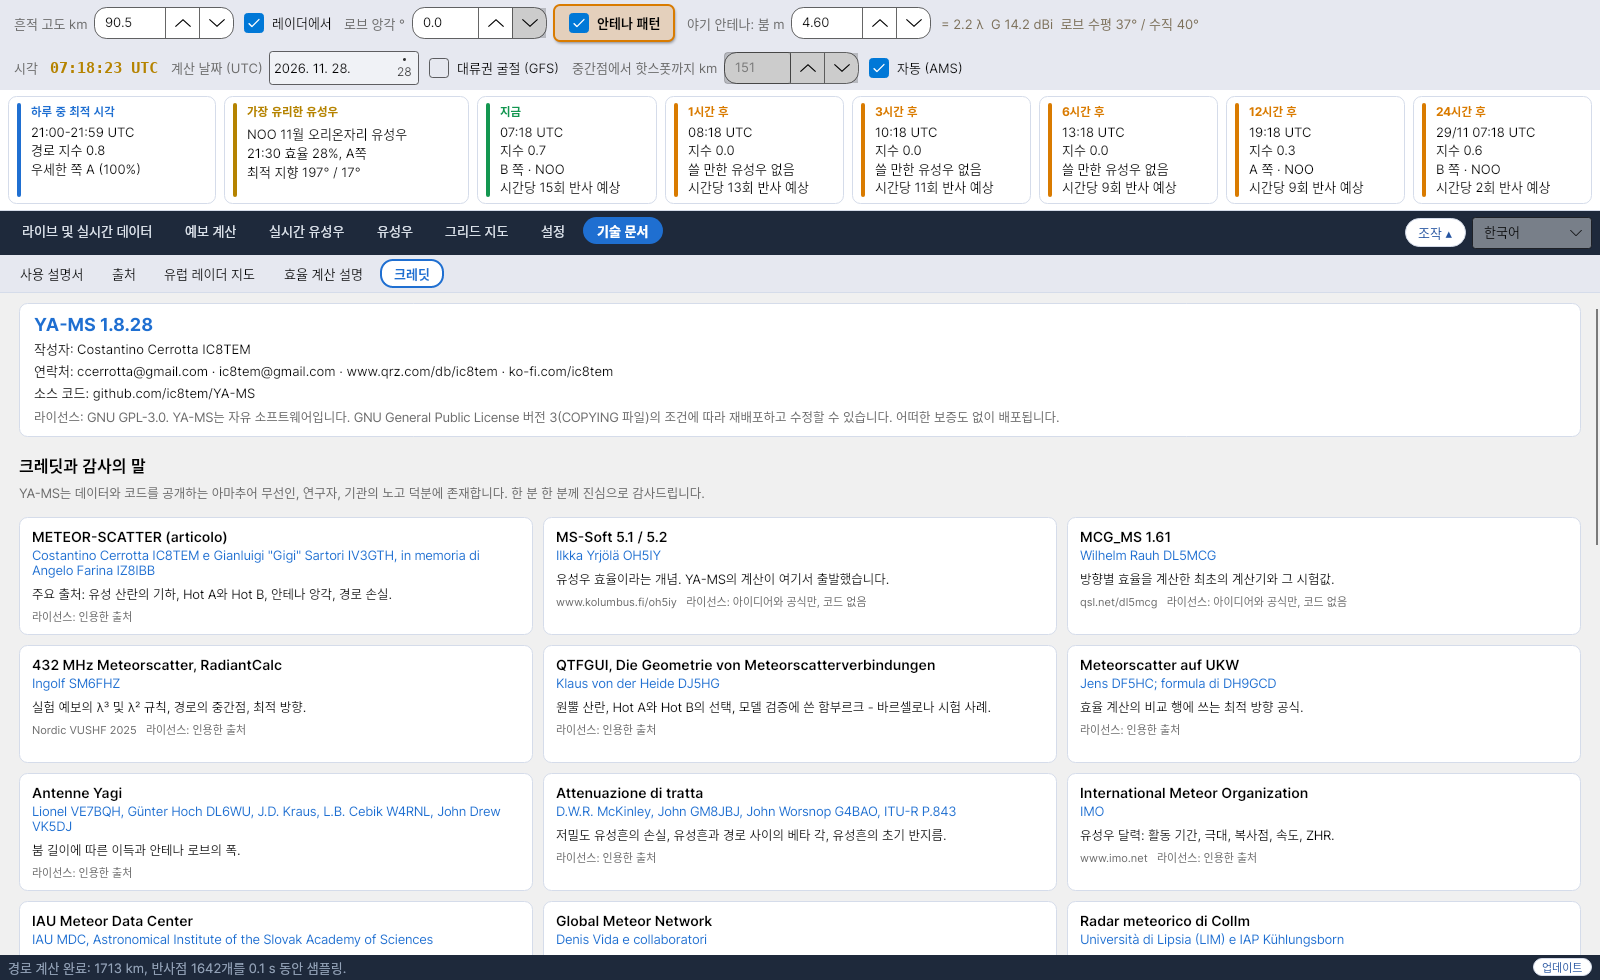 흔적 고도 km 90.5 레이더에서 로브 앙각 ° 0.0 안테나 패턴 야기 안테나: 붐 m 4.60 = 2.2 λ G 14.2 dBi 로브 수평 37° / 수직 40°
시각 07:18:23 UTC 계산 날짜 (UTC) 2026. 11. 28. 28 대류권 굴절 (GFS) 중간점에서 핫스폿까지 km 151 자동 (AMS)
하루 중 최적 시각
21:00-21:59 UTC
경로 지수 0.8
우세한 쪽 A (100%)
가장 유리한 유성우
NOO 11월 오리온자리 유성우
21:30 효율 28%, A쪽
최적 지향 197° / 17°
지금
07:18 UTC
지수 0.7
B 쪽 · NOO
시간당 15회 반사 예상
1시간 후
08:18 UTC
지수 0.0
쓸 만한 유성우 없음
시간당 13회 반사 예상
3시간 후
10:18 UTC
지수 0.0
쓸 만한 유성우 없음
시간당 11회 반사 예상
6시간 후
13:18 UTC
지수 0.0
쓸 만한 유성우 없음
시간당 9회 반사 예상
12시간 후
19:18 UTC
지수 0.3
A 쪽 · NOO
시간당 9회 반사 예상
24시간 후
29/11 07:18 UTC
지수 0.6
B 쪽 · NOO
시간당 2회 반사 예상
라이브 및 실시간 데이터 예보 계산 실시간 유성우 유성우 그리드 지도 설정 기술 문서 조작 ▴ 한국어
사용 설명서 출처 유럽 레이더 지도 효율 계산 설명 크레딧
YA-MS 1.8.28
작성자: Costantino Cerrotta IC8TEM
연락처: ccerrotta@gmail.com · ic8tem@gmail.com · www.qrz.com/db/ic8tem · ko-fi.com/ic8tem
소스 코드: github.com/ic8tem/YA-MS
라이선스: GNU GPL-3.0. YA-MS는 자유 소프트웨어입니다. GNU General Public License 버전 3(COPYING 파일)의 조건에 따라 재배포하고 수정할 수 있습니다. 어떠한 보증도 없이 배포됩니다.
크레딧과 감사의 말
YA-MS는 데이터와 코드를 공개하는 아마추어 무선인, 연구자, 기관의 노고 덕분에 존재합니다. 한 분 한 분께 진심으로 감사드립니다.
METEOR-SCATTER (articolo)
Costantino Cerrotta IC8TEM e Gianluigi "Gigi" Sartori IV3GTH, in memoria di
Angelo Farina IZ8IBB
주요 출처: 유성 산란의 기하, Hot A와 Hot B, 안테나 앙각, 경로 손실.
라이선스: 인용한 출처
MS-Soft 5.1 / 5.2
Ilkka Yrjölä OH5IY
유성우 효율이라는 개념. YA-MS의 계산이 여기서 출발했습니다.
www.kolumbus.fi/oh5iy 라이선스: 아이디어와 공식만, 코드 없음
MCG_MS 1.61
Wilhelm Rauh DL5MCG
방향별 효율을 계산한 최초의 계산기와 그 시험값.
qsl.net/dl5mcg 라이선스: 아이디어와 공식만, 코드 없음
432 MHz Meteorscatter, RadiantCalc
Ingolf SM6FHZ
실험 예보의 λ³ 및 λ² 규칙, 경로의 중간점, 최적 방향.
Nordic VUSHF 2025 라이선스: 인용한 출처
QTFGUI, Die Geometrie von Meteorscatterverbindungen
Klaus von der Heide DJ5HG
원뿔 산란, Hot A와 Hot B의 선택, 모델 검증에 쓴 함부르크 - 바르셀로나 시험 사례.
라이선스: 인용한 출처
Meteorscatter auf UKW
Jens DF5HC; formula di DH9GCD
효율 계산의 비교 행에 쓰는 최적 방향 공식.
라이선스: 인용한 출처
Antenne Yagi
Lionel VE7BQH, Günter Hoch DL6WU, J.D. Kraus, L.B. Cebik W4RNL, John Drew
VK5DJ
붐 길이에 따른 이득과 안테나 로브의 폭.
라이선스: 인용한 출처
Attenuazione di tratta
D.W.R. McKinley, John GM8JBJ, John Worsnop G4BAO, ITU-R P.843
저밀도 유성흔의 손실, 유성흔과 경로 사이의 베타 각, 유성흔의 초기 반지름.
라이선스: 인용한 출처
International Meteor Organization
IMO
유성우 달력: 활동 기간, 극대, 복사점, 속도, ZHR.
www.imo.net 라이선스: 인용한 출처
IAU Meteor Data Center
IAU MDC, Astronomical Institute of the Slovak Academy of Sciences
Global Meteor Network
Denis Vida e collaboratori
Radar meteorico di Collm
Università di Lipsia (LIM) e IAP Kühlungsborn
경로 계산 완료: 1713 km, 반사점 1642개를 0.1 s 동안 샘플링. 업데이트